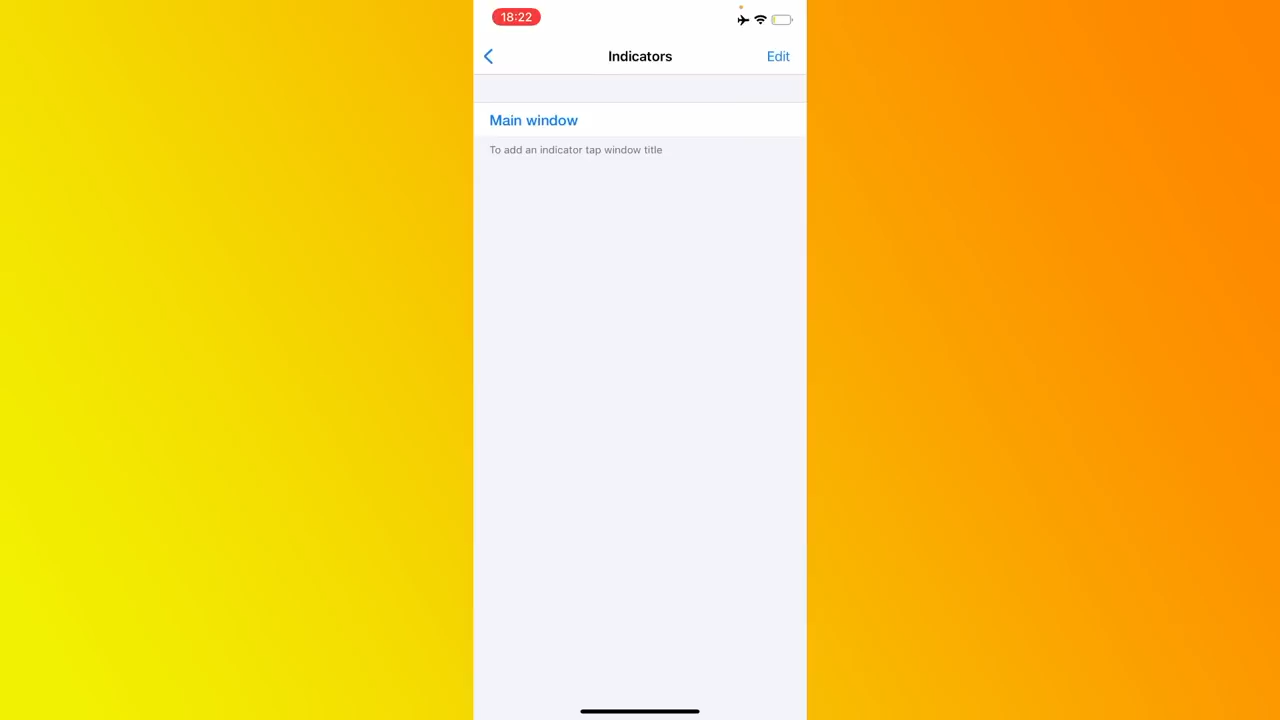 18:22
Indicators
Edit
Main window
To add an indicator tap window title